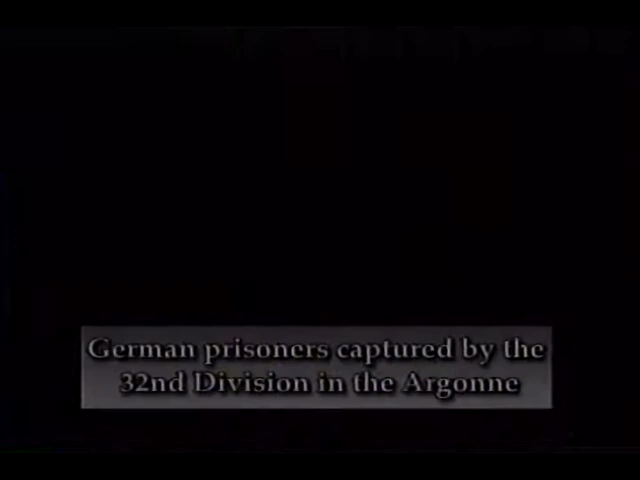 German prisoners captured by the
32nd Division in the Argonne